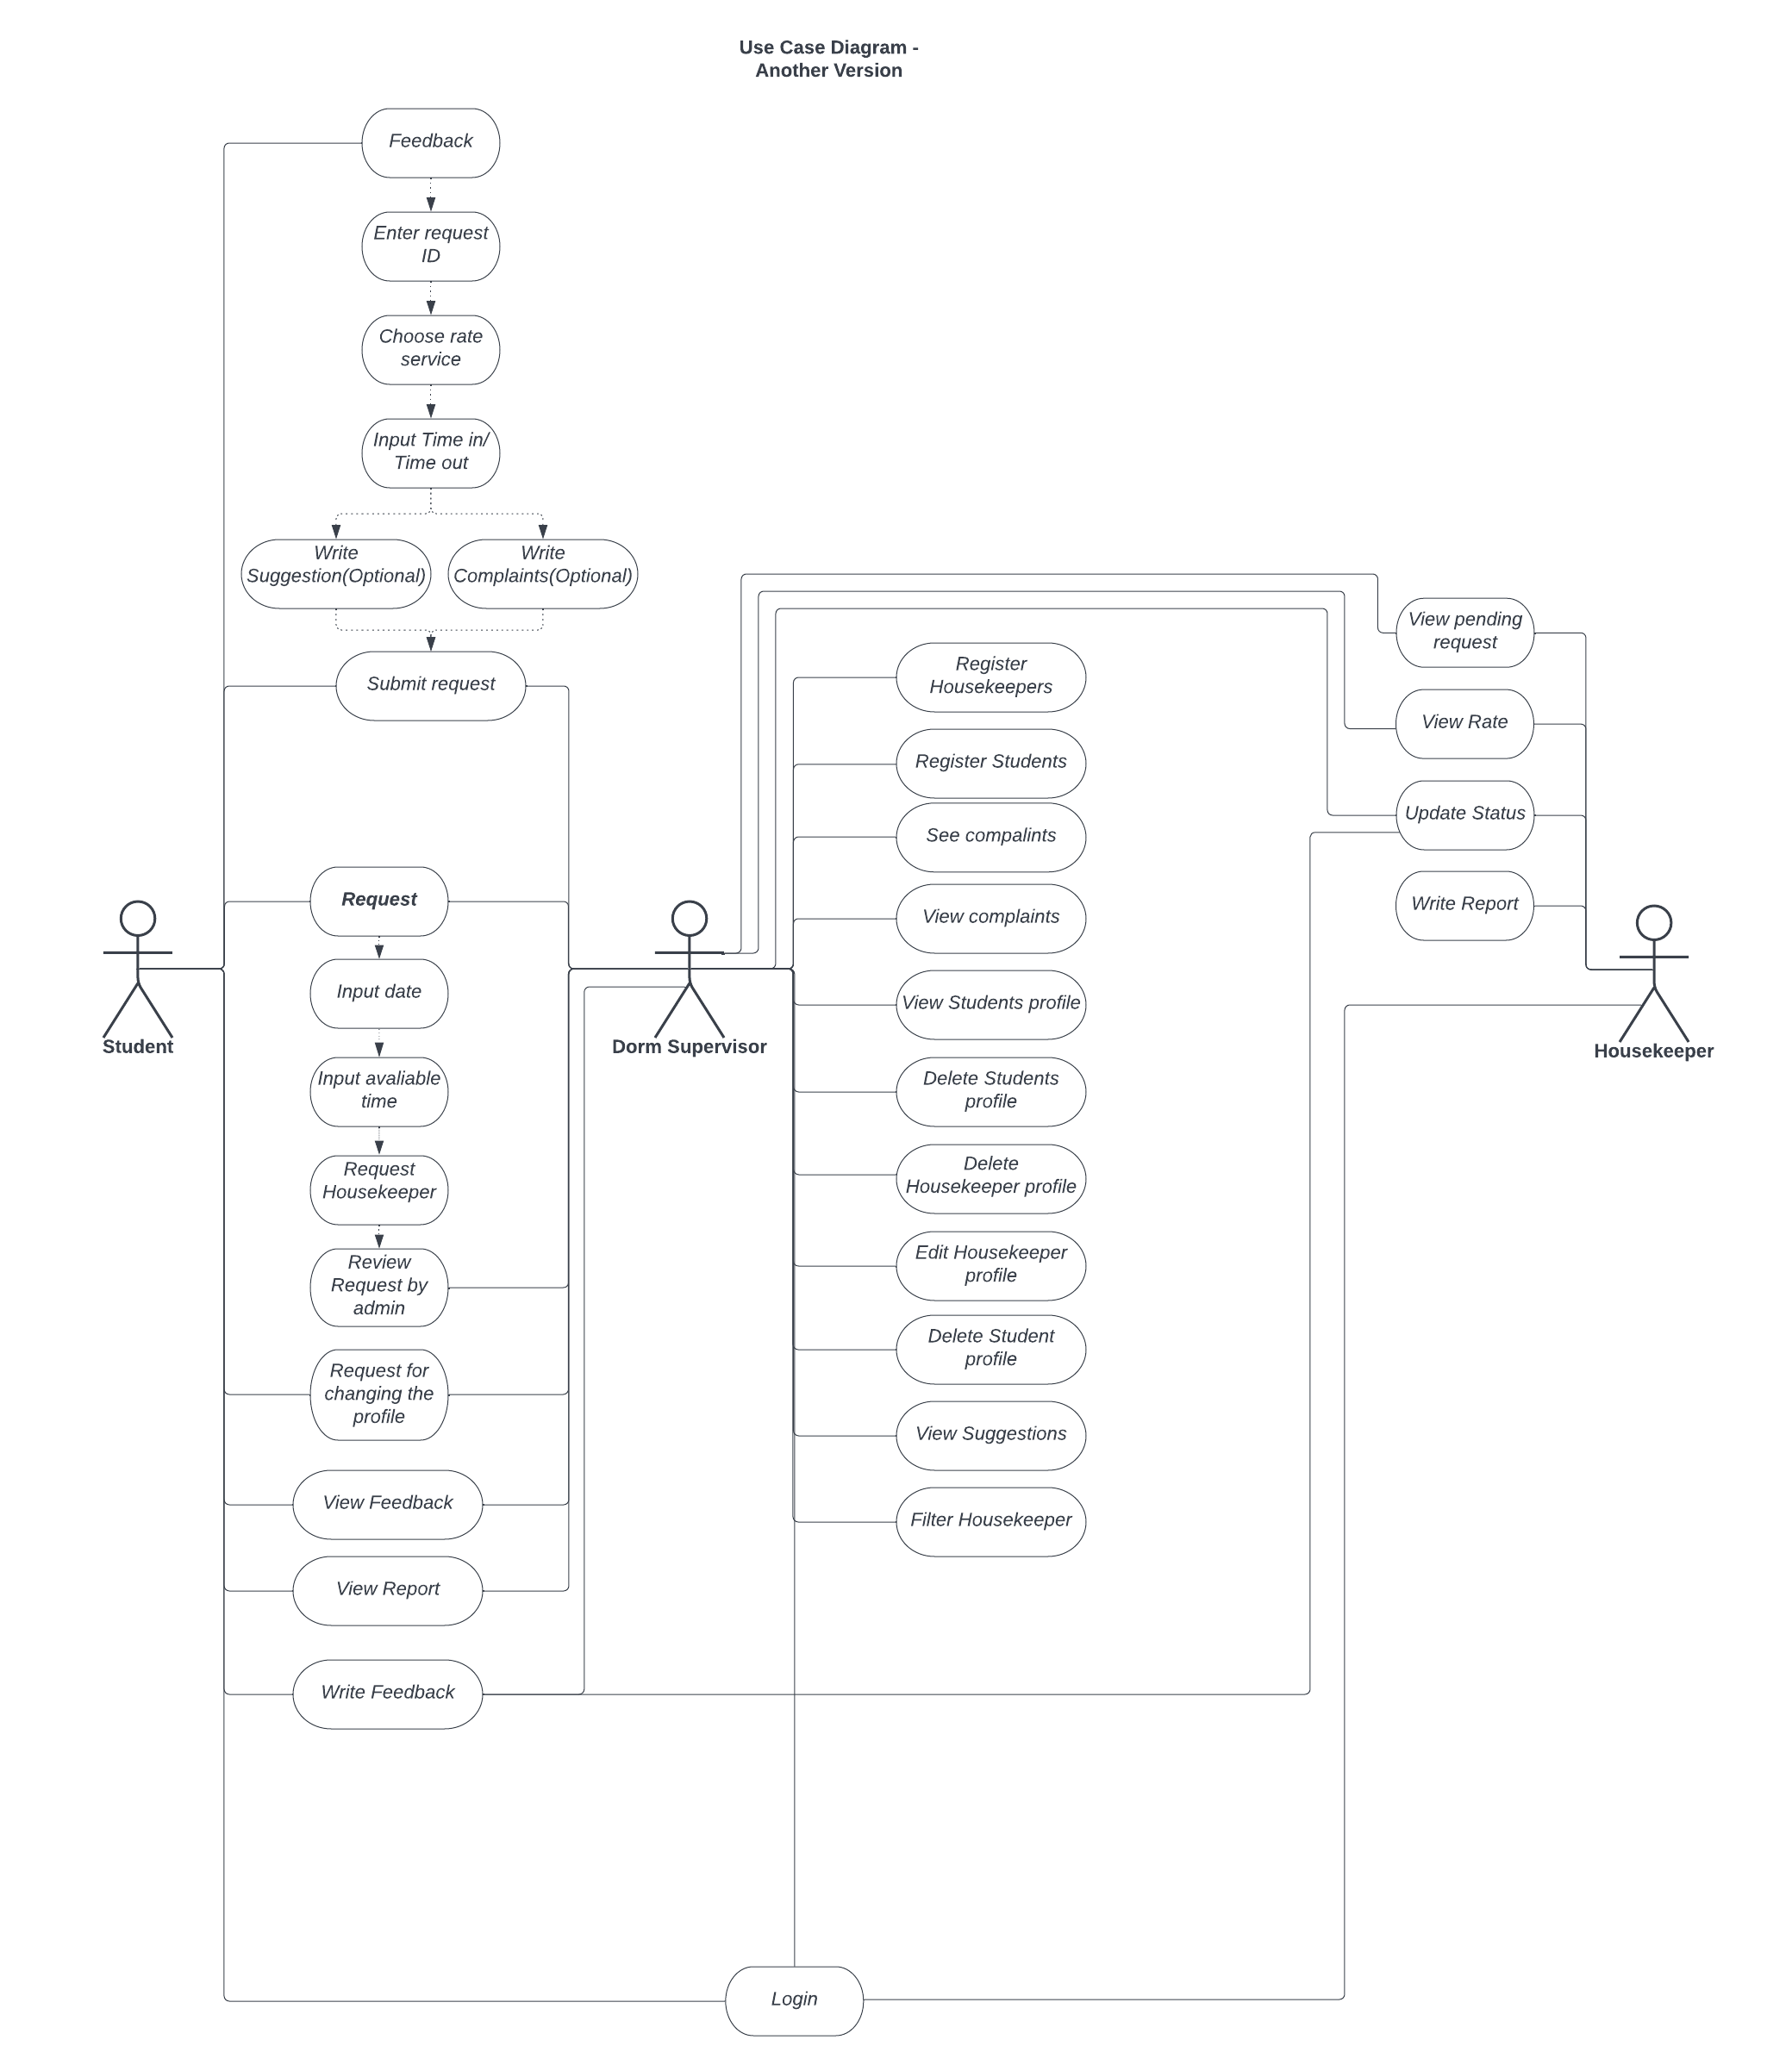 Use Case Diagram -
Another Version
Feedback
Enter request
ID
Choose rate
service
Input Time in/
Time out
Write
Suggestion(Optional)
Write
Complaints(Optional)
Submit request
Request
Input date
Input avaliable
time
Request
Housekeeper
Review
Request by
admin
Request for
changing the
profile
View Feedback
View Report
Write Feedback
Student
Dorm Supervisor
Register
Housekeepers
Register Students
See compalints
View complaints
View Students profile
Delete Students
profile
Delete
Housekeeper profile
Edit Housekeeper
profile
Delete Student
profile
View Suggestions
Filter Housekeeper
View pending
request
View Rate
Update Status
Write Report
Housekeeper
Login